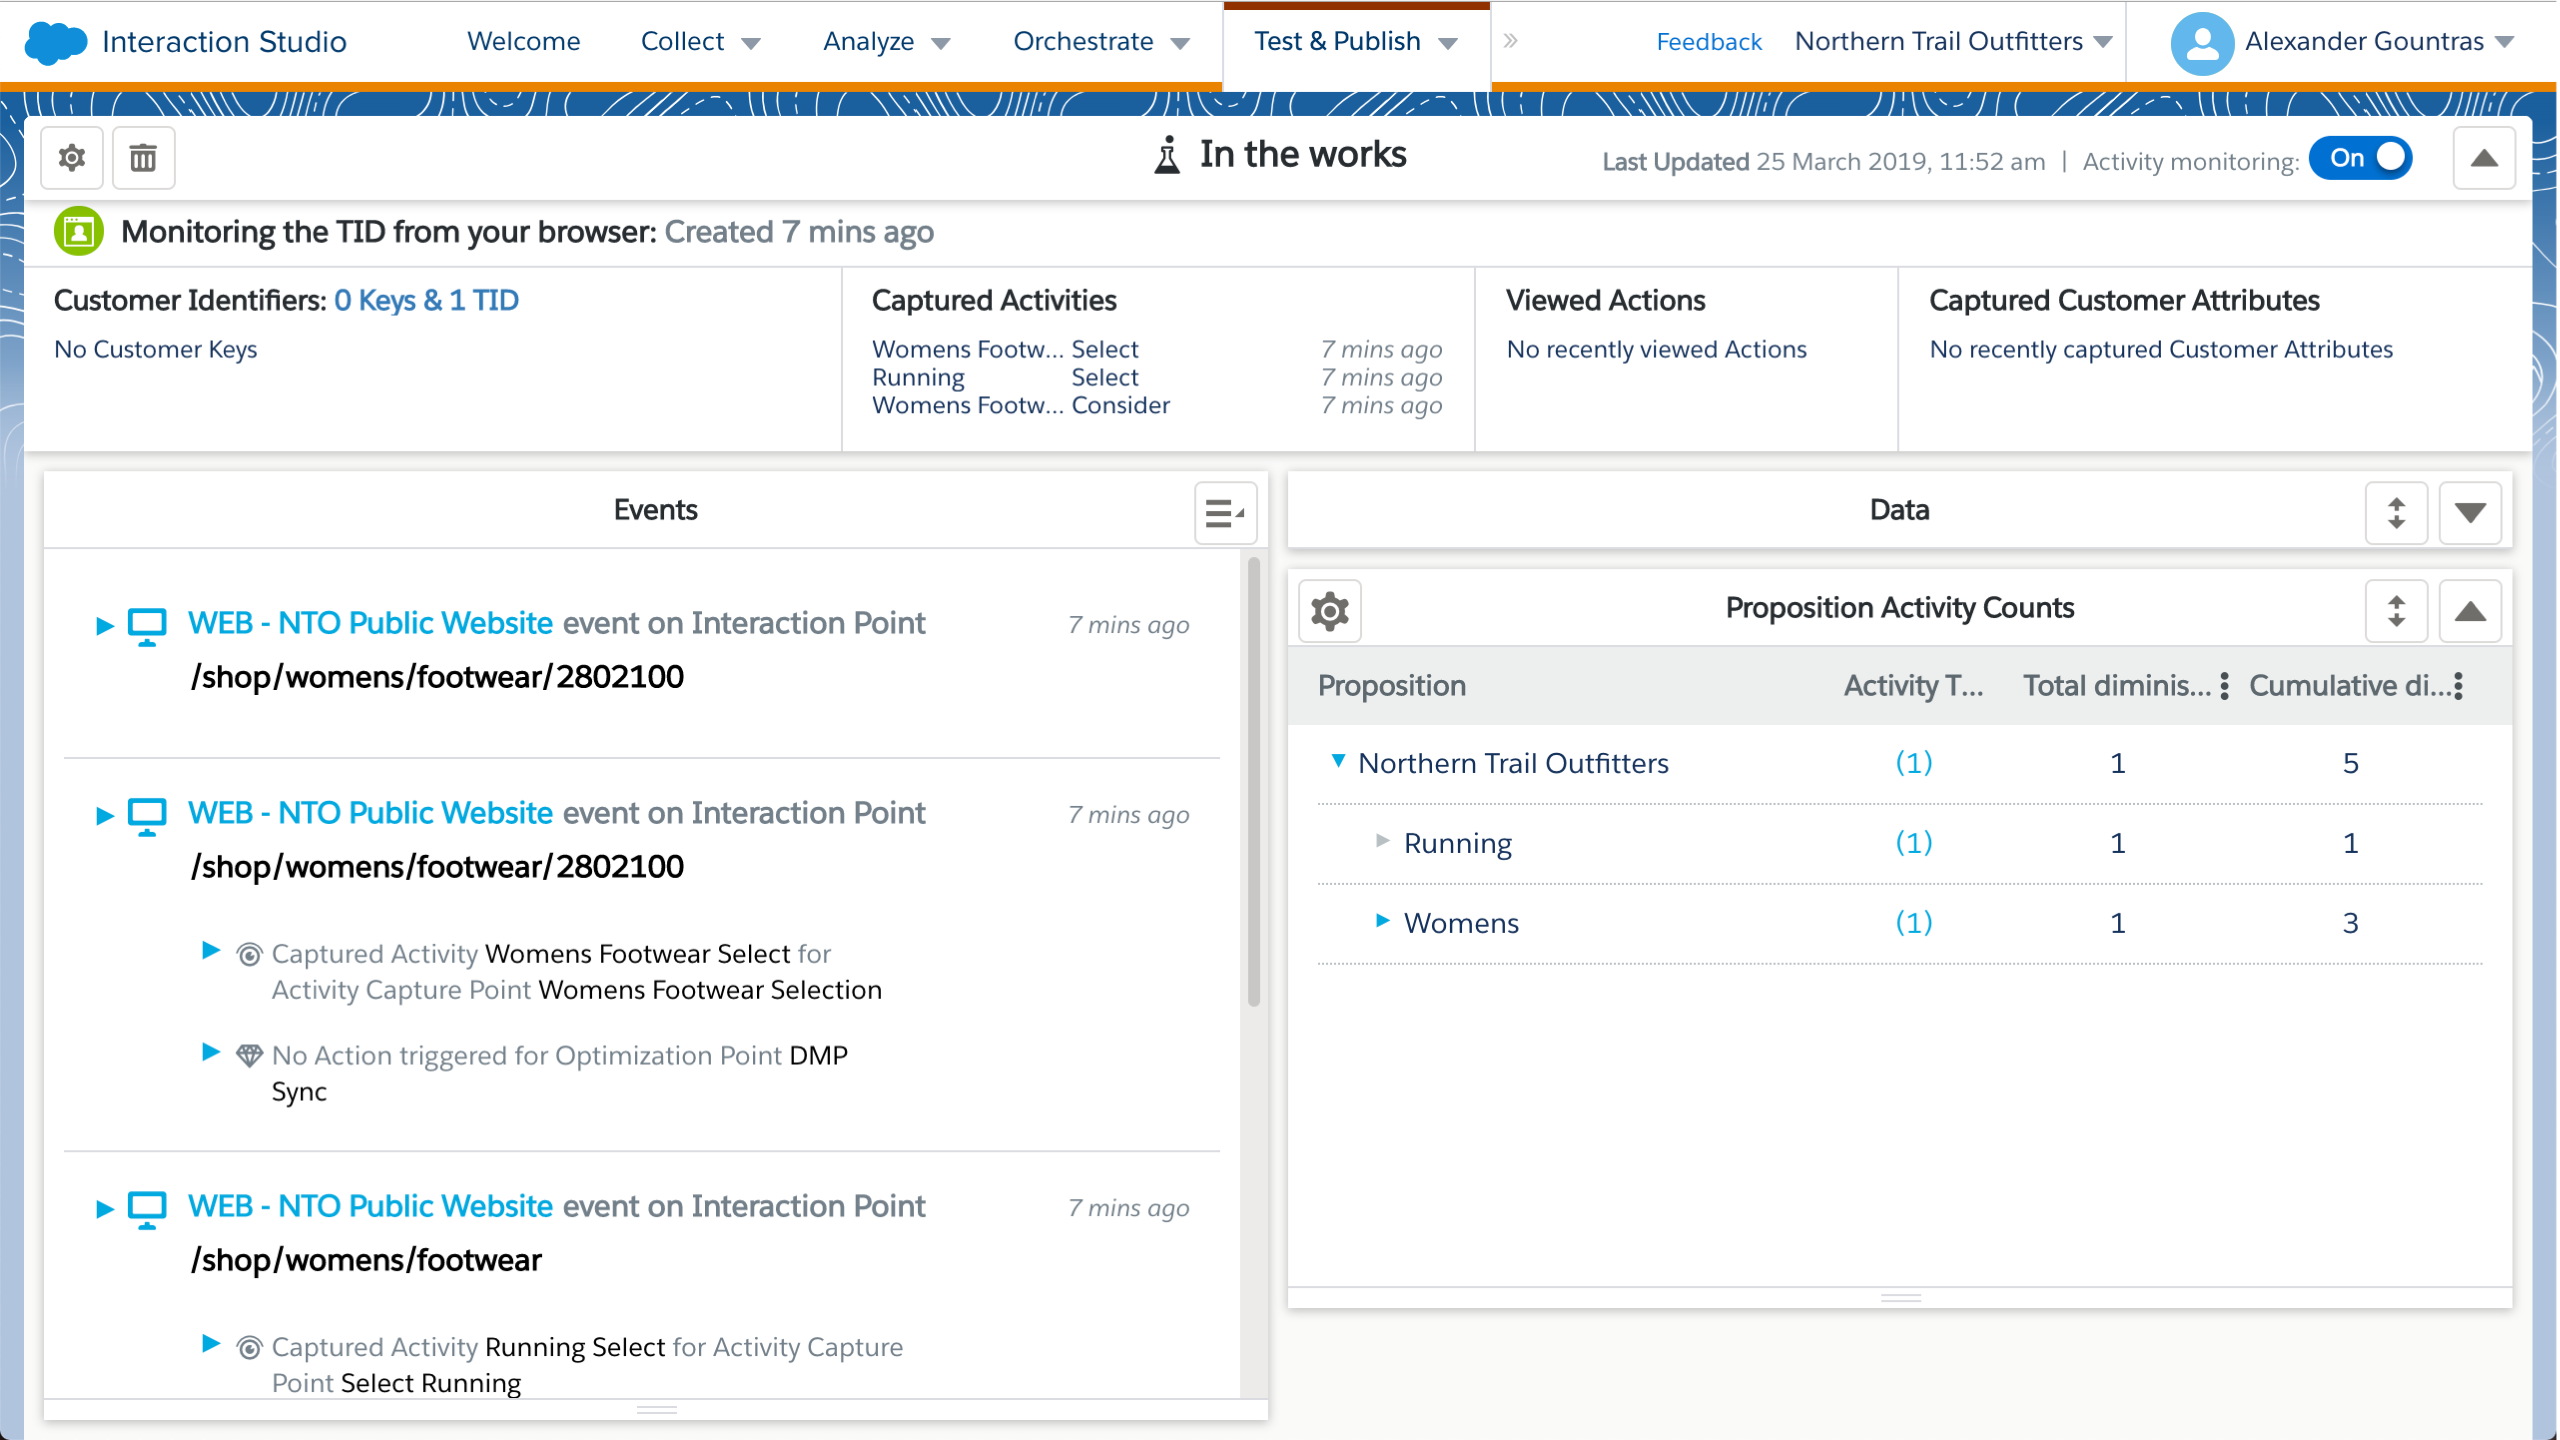 Interaction Studio
Welcome
Collect
Analyze
Orchestrate
Test & Publish
»
Feedback
Northern Trail Outfitters
Alexander Gountras
In the works
Last Updated 25 March 2019, 11:52 am | Activity monitoring: On
Monitoring the TID from your browser: Created 7 mins ago
Customer Identifiers: 0 Keys & 1 TID
No Customer Keys
Captured Activities
Womens Footw... Select 7 mins ago
Running Select 7 mins ago
Womens Footw... Consider 7 mins ago
Viewed Actions
No recently viewed Actions
Captured Customer Attributes
No recently captured Customer Attributes
Events
WEB - NTO Public Website event on Interaction Point 7 mins ago
/shop/womens/footwear/2802100
WEB - NTO Public Website event on Interaction Point 7 mins ago
/shop/womens/footwear/2802100
Captured Activity Womens Footwear Select for
Activity Capture Point Womens Footwear Selection
No Action triggered for Optimization Point DMP
Sync
WEB - NTO Public Website event on Interaction Point 7 mins ago
/shop/womens/footwear
Captured Activity Running Select for Activity Capture
Point Select Running
Data
Proposition Activity Counts
Proposition Activity T... Total diminis... Cumulative di...
Northern Trail Outfitters (1) 1 5
Running (1) 1 1
Womens (1) 1 3